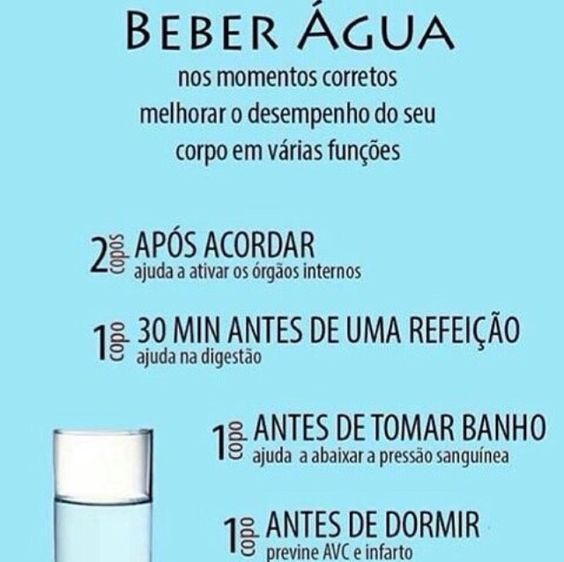 BEBER ÁGUA
nos momentos corretos
melhorar o desempenho do seu
corpo em várias funções
2 copos APÓS ACORDAR
ajuda a ativar os órgãos internos
1 copo 30 MIN ANTES DE UMA REFEIÇÃO
ajuda na digestão
1 copo ANTES DE TOMAR BANHO
ajuda a abaixar a pressão sanguínea
1 copo ANTES DE DORMIR
previne AVC e infarto